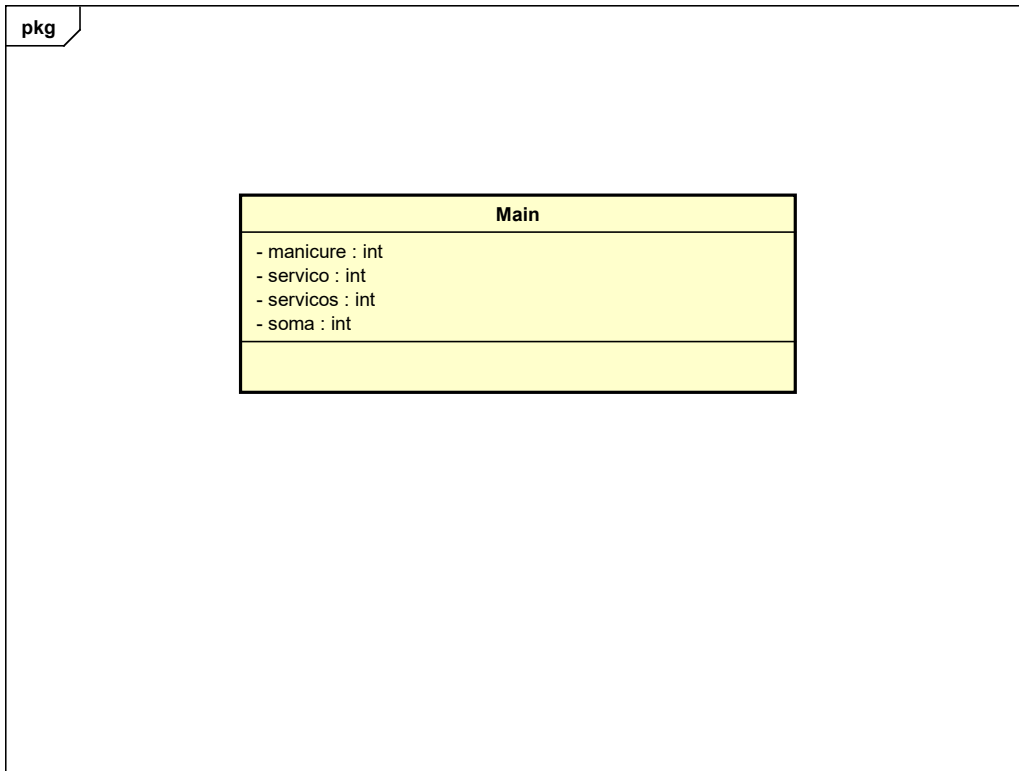 pkg
Main
- manicure : int
- servico : int
- servicos : int
- soma : int